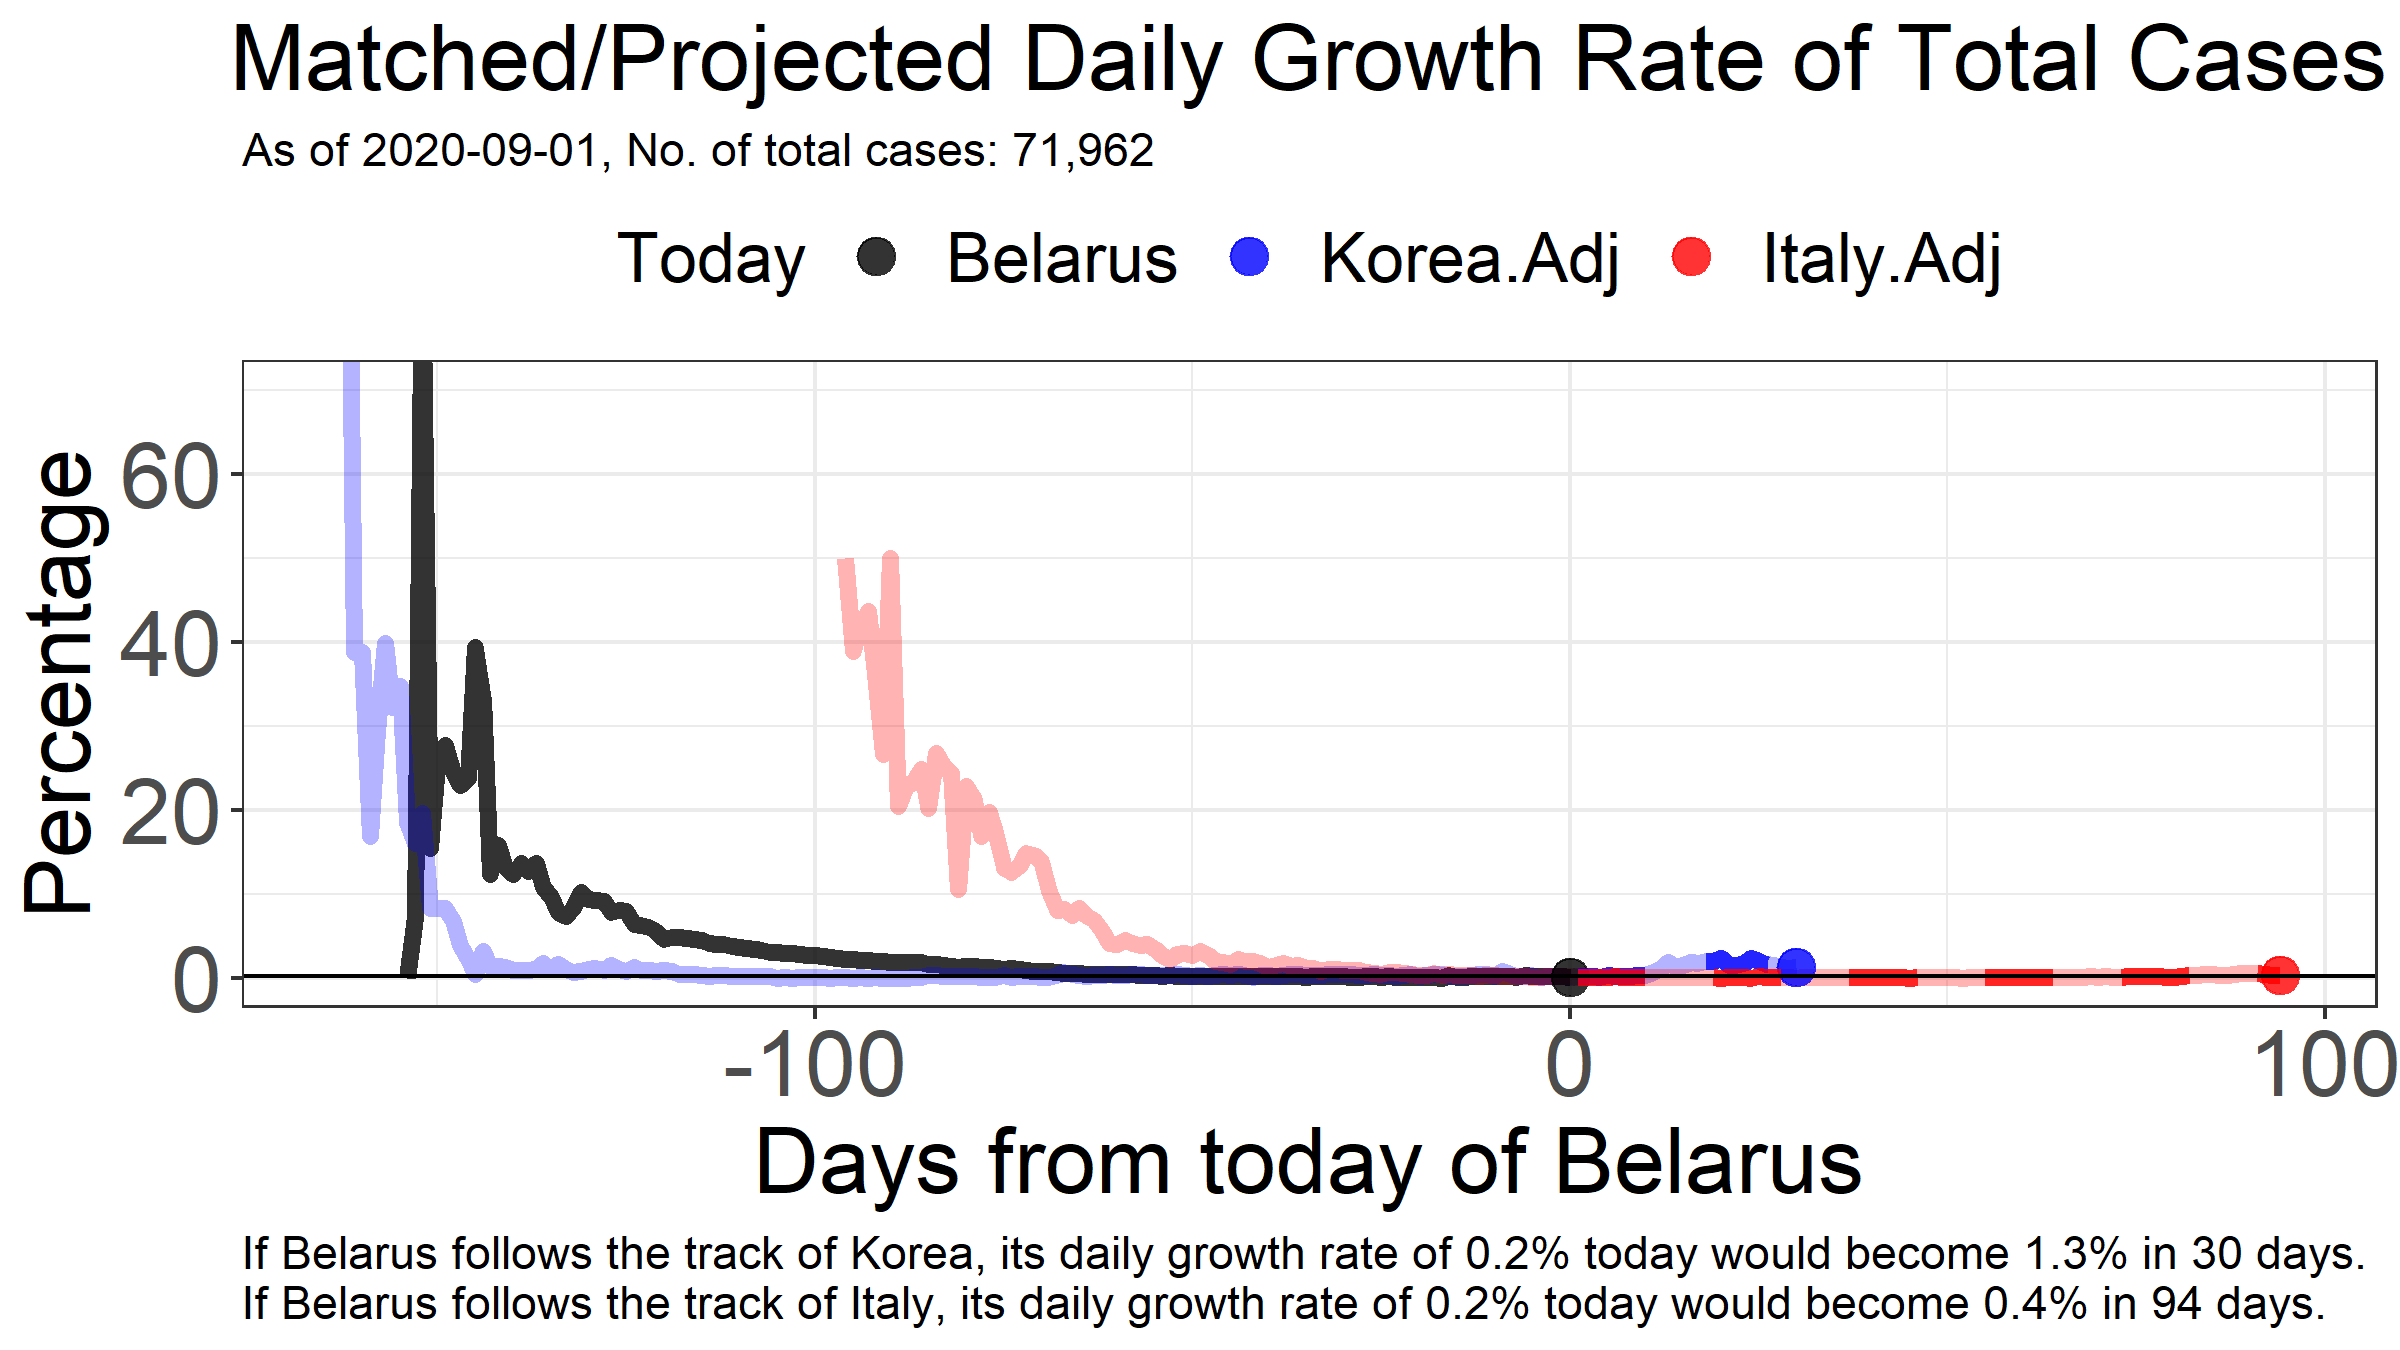 Matched/Projected Daily Growth Rate of Total Cases
As of 2020-09-01, No. of total cases: 71,962
Today Belarus Korea.Adj Italy.Adj
Percentage
60
40
20
0
-100 0 100
Days from today of Belarus
If Belarus follows the track of Korea, its daily growth rate of 0.2% today would become 1.3% in 30 days.
If Belarus follows the track of Italy, its daily growth rate of 0.2% today would become 0.4% in 94 days.